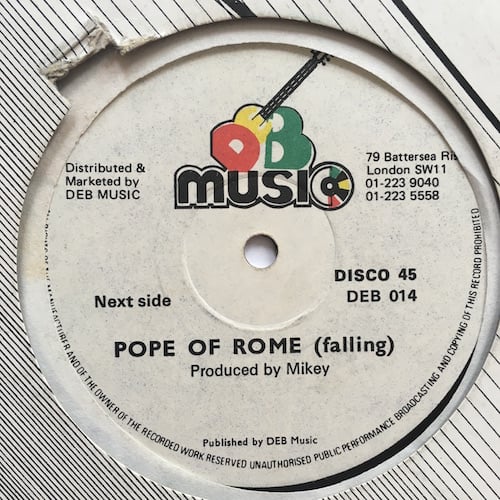 DEB
MUSIC
Distributed &
Marketed by
DEB MUSIC
79 Battersea Ris
London SW11
01-223 9040
01-223 5558
Next side
DISCO 45
DEB 014
POPE OF ROME (falling)
Produced by Mikey
Published by DEB Music
MANUFACTURER AND OF THE OWNER OF THE RECORDED WORK RESERVED UNAUTHORISED PUBLIC PERFORMANCE BROADCASTING AND COPYING OF THIS RECORD PROHIBITED